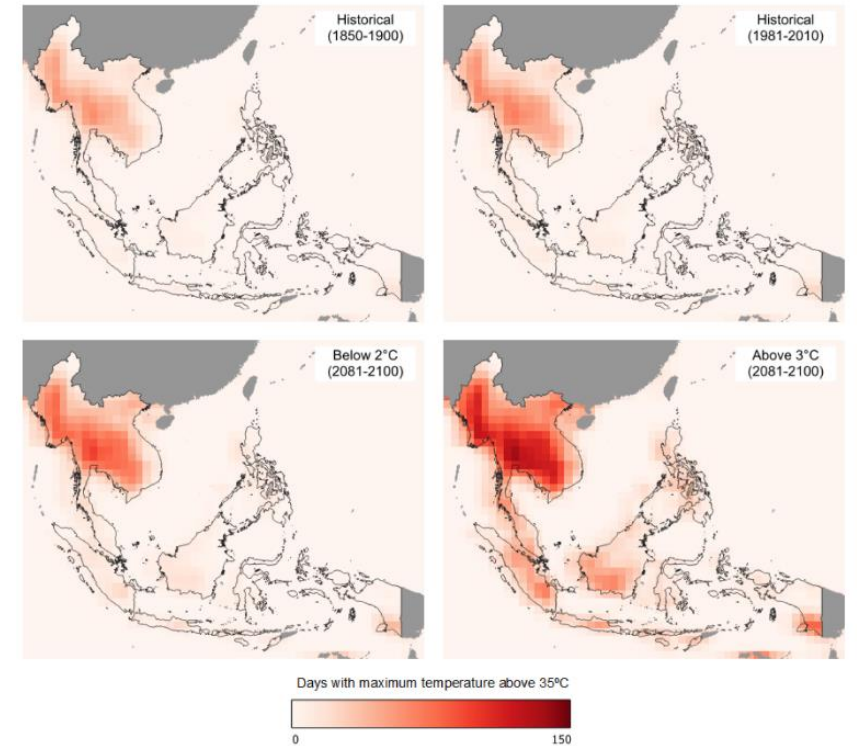 Historical
(1850-1900)
Historical
(1981-2010)
Below 2°C
(2081-2100)
Above 3°C
(2081-2100)
Days with maximum temperature above 35ºC
0
150